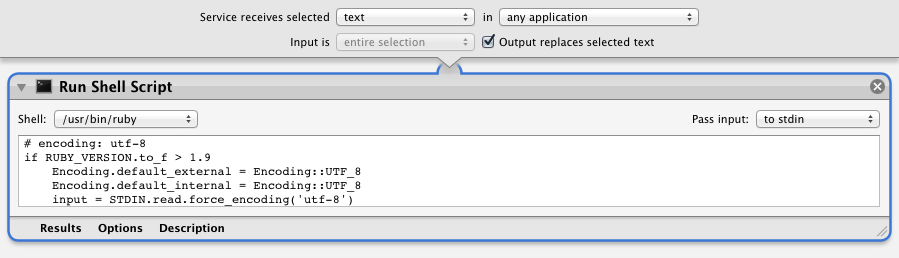 Service receives selected text in any application
Input is entire selection Output replaces selected text
Run Shell Script
Shell: /usr/bin/ruby Pass input: to stdin
# encoding: utf-8
if RUBY_VERSION.to_f > 1.9
    Encoding.default_external = Encoding::UTF_8
    Encoding.default_internal = Encoding::UTF_8
    input = STDIN.read.force_encoding('utf-8')
Results Options Description